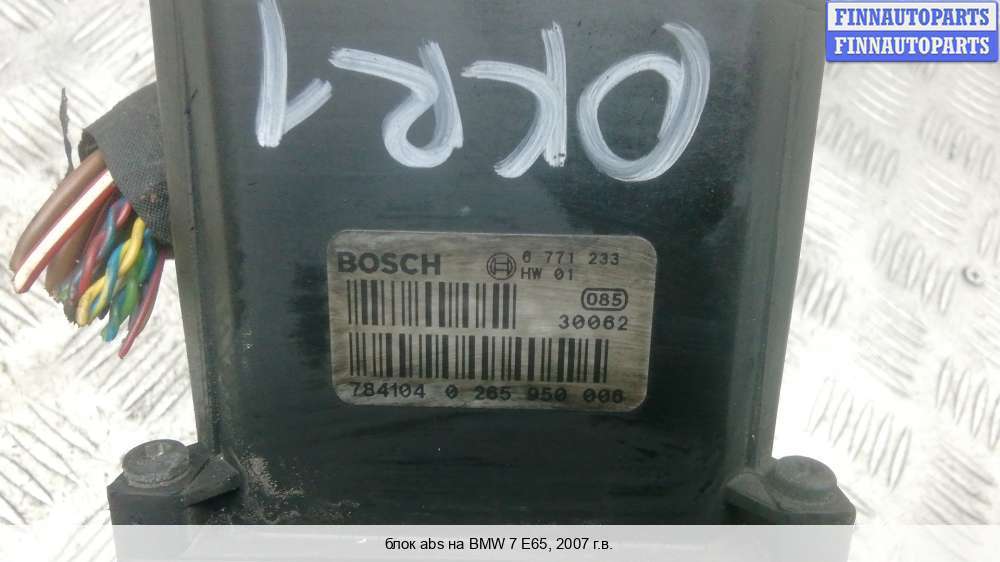 FINNAUTOPARTS
FINNAUTOPARTS
BOSCH 6 771 233
HW 01
085
30062
784104 0 265 950 006
блок abs на BMW 7 E65, 2007 г.в.